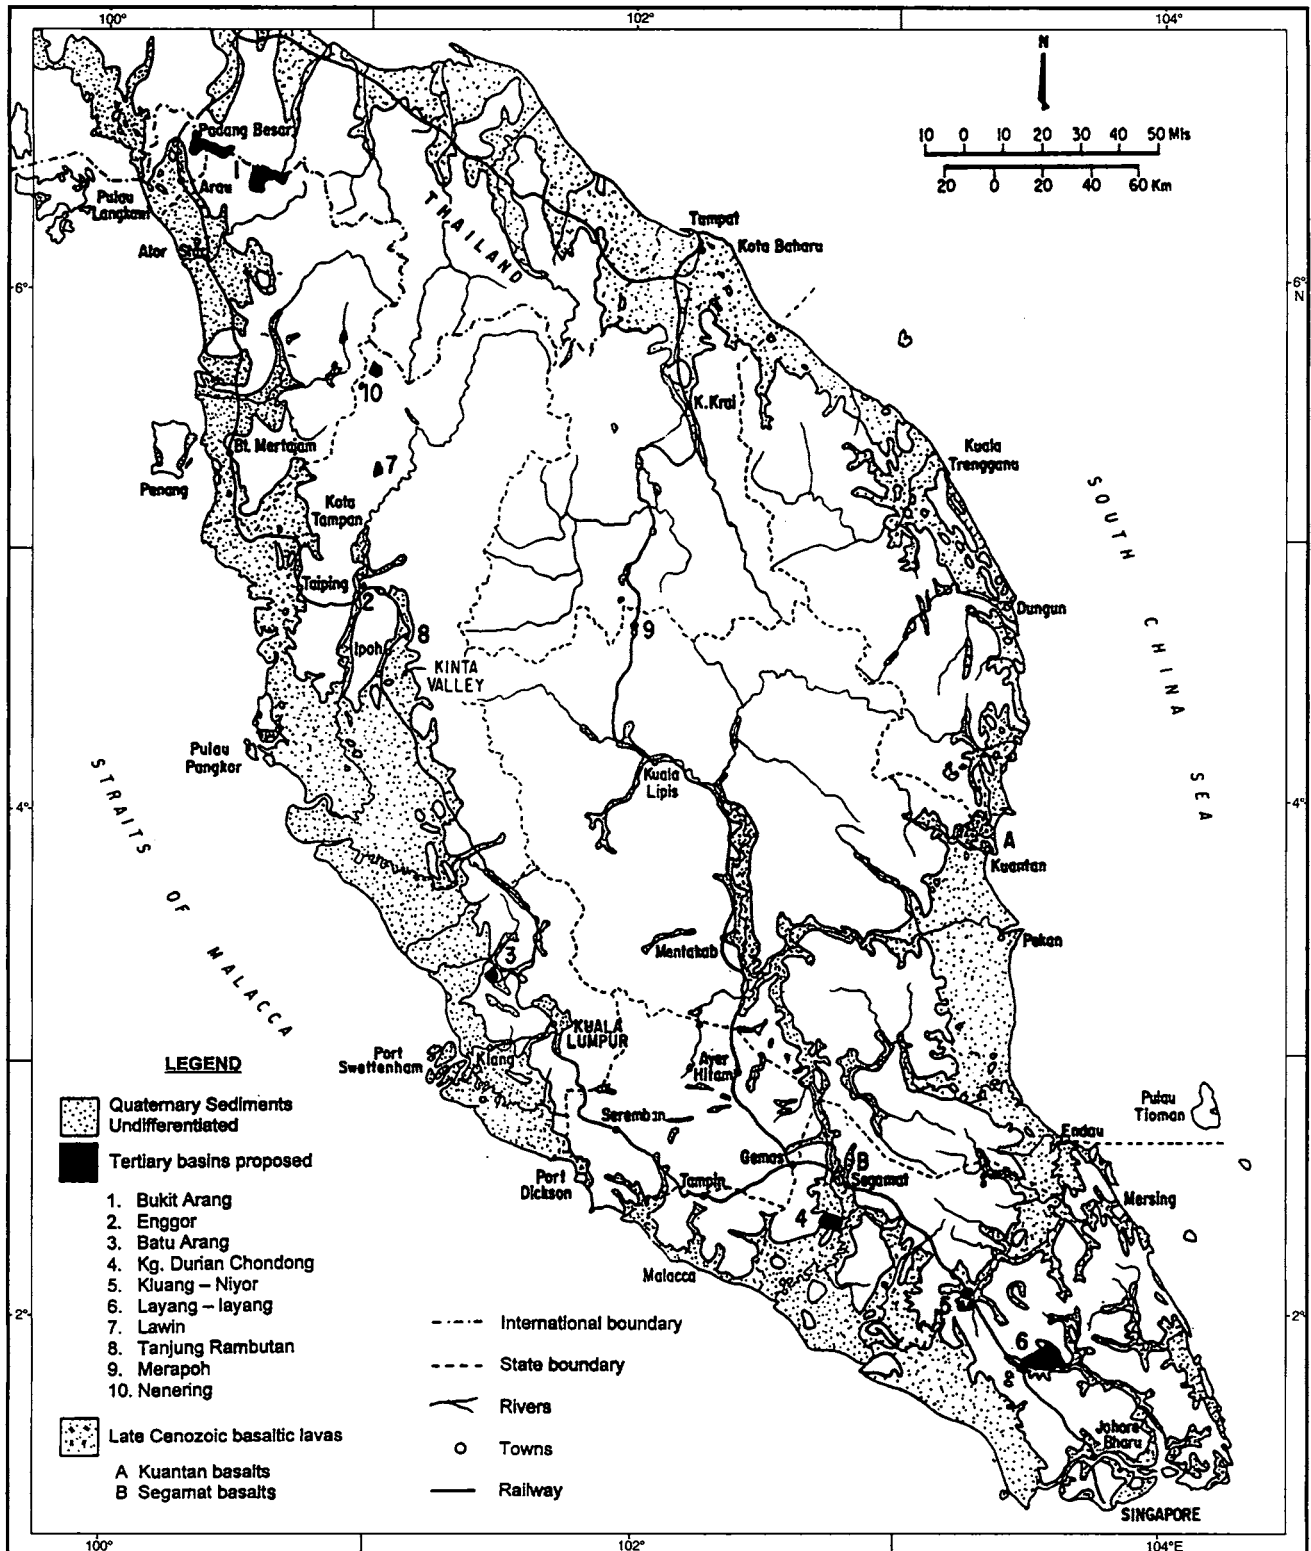 100°
102°
104°
N
10 0 10 20 30 40 50 Mls
20 0 20 40 60 Km
Padang Besar
1
Arau
Pulau
Langkawi
Alor Star
THAILAND
Tumpat
Kota Baharu
6°
6°
N
10
K. Krai
Bt. Mertajam
7
Penang
Kota
Tampan
Kuala
Trengganu
SOUTH CHINA SEA
Taiping
2
8
Ipoh
9
Dungun
KINTA
VALLEY
Pulau
Pangkor
Kuala
Lipis
STRAITS OF MALACCA
4°
4°
A
Kuantan
Pekan
3
Mentakab
KUALA
LUMPUR
Port
Swettenham
Klang
Ayer
Hitam
Seremban
Pulau
Tioman
Endau
Gemas
B
Segamat
Port
Dickson
Tampin
Mersing
4
Malacca
2°
2°
5
6
Johore
Bharu
SINGAPORE
LEGEND
Quaternary Sediments
Undifferentiated
Tertiary basins proposed
1. Bukit Arang
2. Enggor
3. Batu Arang
4. Kg. Durian Chondong
5. Kluang – Niyor
6. Layang – layang
7. Lawin
8. Tanjung Rambutan
9. Merapoh
10. Nenering
Late Cenozoic basaltic lavas
A Kuantan basalts
B Segamat basalts
International boundary
State boundary
Rivers
Towns
Railway
100°
102°
104°E